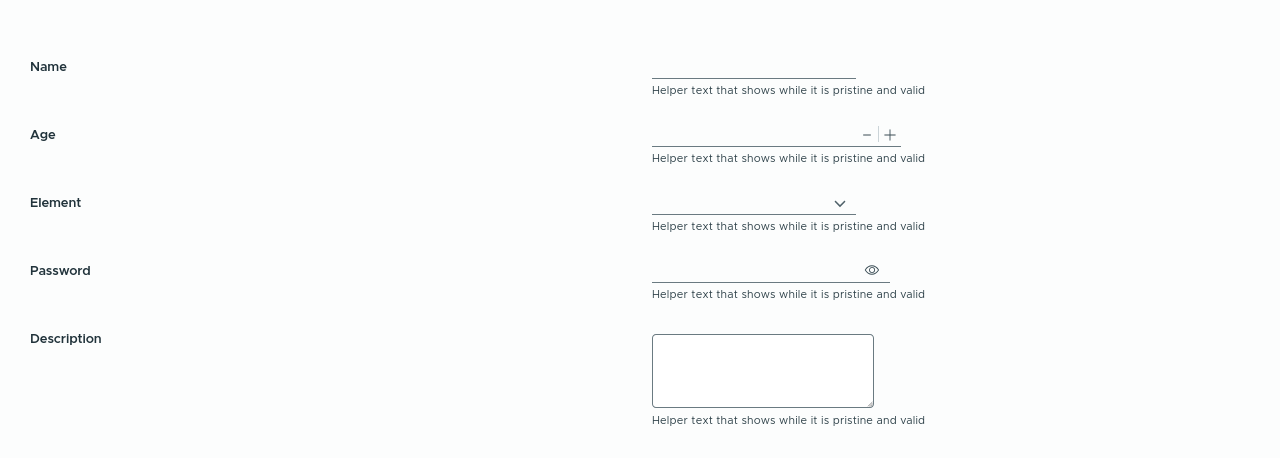 Name
Helper text that shows while it is pristine and valid
Age
Helper text that shows while it is pristine and valid
Element
Helper text that shows while it is pristine and valid
Password
Helper text that shows while it is pristine and valid
Description
Helper text that shows while it is pristine and valid